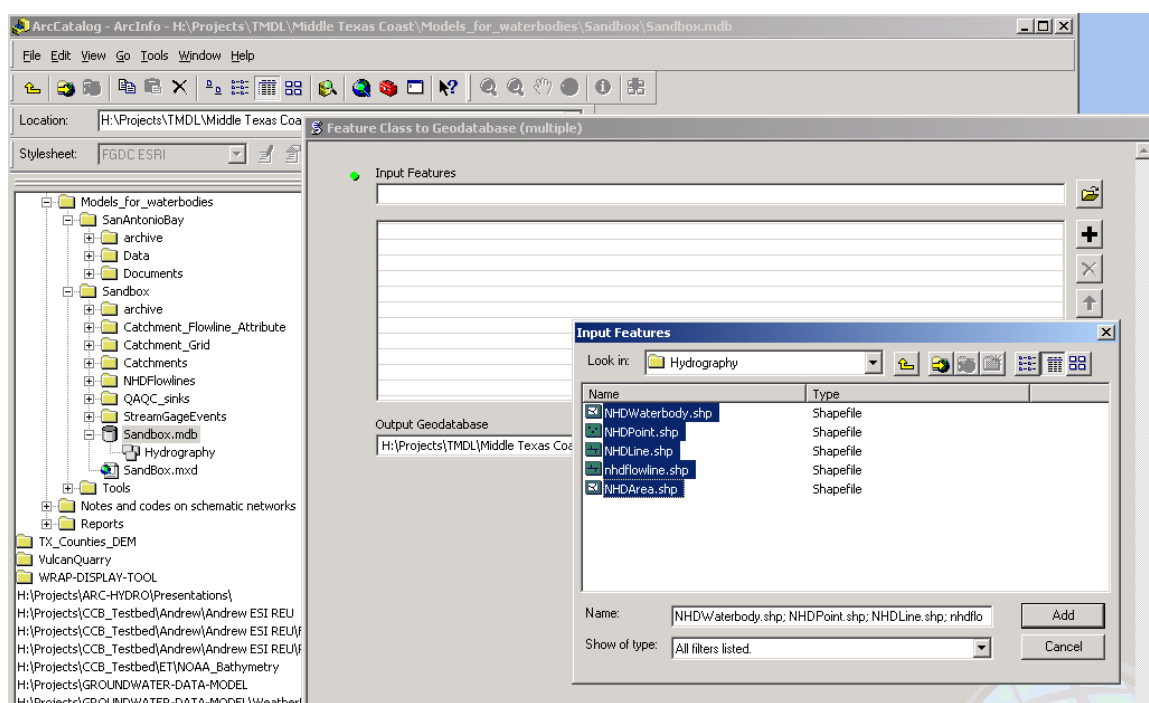 ArcCatalog - ArcInfo - H:\Projects\TMDL\Middle Texas Coast\Models_for_waterbodies\Sandbox\Sandbox.mdb
File Edit View Go Tools Window Help
Location: H:\Projects\TMDL\Middle Texas Coa
Stylesheet: FGDC ESRI
Models_for_waterbodies
SanAntonioBay
archive
Data
Documents
Sandbox
archive
Catchment_Flowline_Attribute
Catchment_Grid
Catchments
NHDFlowlines
QAQC_sinks
StreamGageEvents
Sandbox.mdb
Hydrography
SandBox.mxd
Tools
Notes and codes on schematic networks
Reports
TX_Counties_DEM
VulcanQuarry
WRAP-DISPLAY-TOOL
H:\Projects\ARC-HYDRO\Presentations\
H:\Projects\CCB_Testbed\Andrew\Andrew ESI REU
H:\Projects\CCB_Testbed\Andrew\Andrew ESI REU\
H:\Projects\CCB_Testbed\Andrew\Andrew ESI REU\
H:\Projects\CCB_Testbed\ET\NOAA_Bathymetry
H:\Projects\GROUNDWATER-DATA-MODEL
H:\Projects\GROUNDWATER-DATA-MODEL\Weather
Feature Class to Geodatabase (multiple)
Input Features
Output Geodatabase
H:\Projects\TMDL\Middle Texas Coa
Input Features
Look in: Hydrography
Name Type
NHDWaterbody.shp Shapefile
NHDPoint.shp Shapefile
NHDLine.shp Shapefile
nhdflowline.shp Shapefile
NHDArea.shp Shapefile
Name: NHDWaterbody.shp; NHDPoint.shp; NHDLine.shp; nhdflo Add
Show of type: All filters listed. Cancel